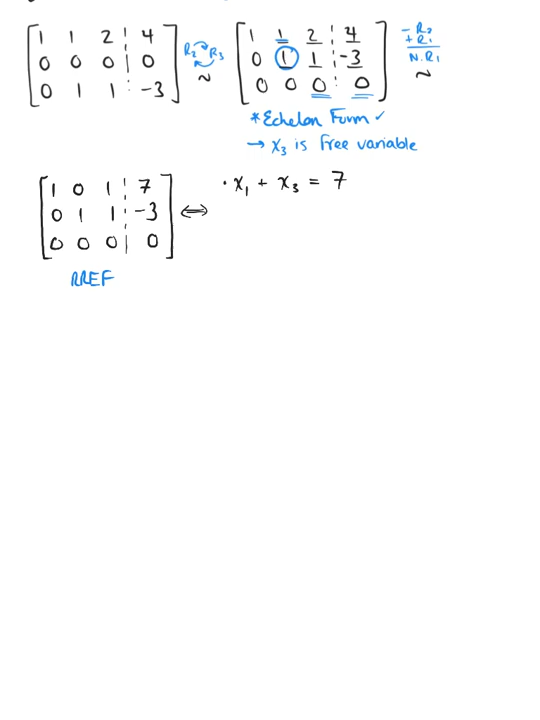 [1 1 2 ¦ 4] R₂ ↔ R₃ [1 1 2 ¦ 4] -R₂
[0 0 0 | 0] ~ [0 1 1 ¦ -3] +R₁
[0 1 1 ¦ -3] [0 0 0 ¦ 0] N.R₁ ~
*Echelon Form ✓
→ x₃ is free variable
[1 0 1 ¦ 7] · x₁ + x₃ = 7
[0 1 1 ¦ -3] ⇔
[0 0 0 | 0]
RREF